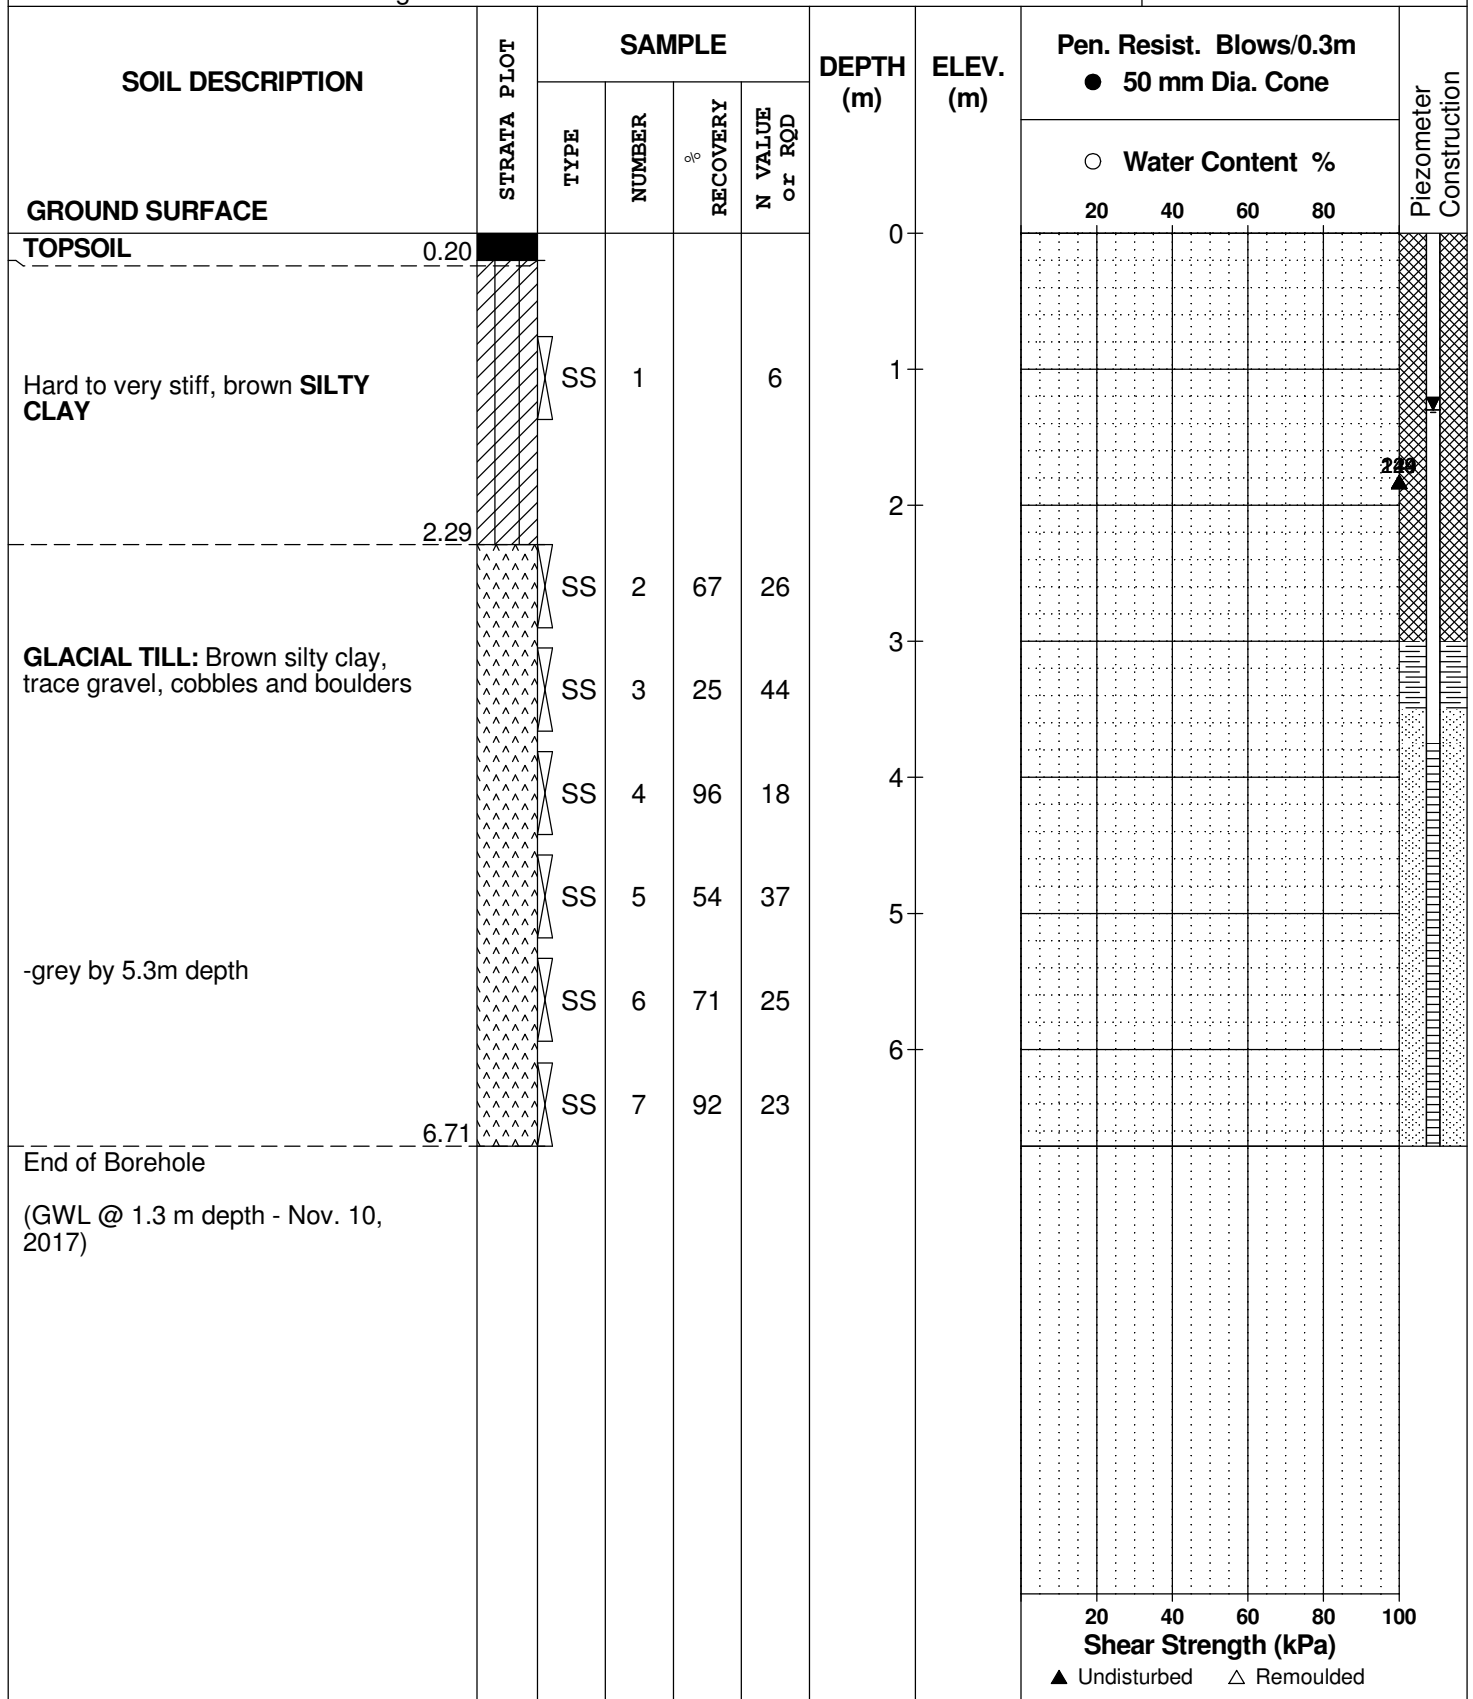 g
SOIL DESCRIPTION
GROUND SURFACE
STRATA PLOT
SAMPLE
TYPE
NUMBER
% RECOVERY
N VALUE
or RQD
DEPTH
(m)
ELEV.
(m)
Pen. Resist. Blows/0.3m
● 50 mm Dia. Cone
○ Water Content %
20 40 60 80
Piezometer
Construction
TOPSOIL 0.20
0
Hard to very stiff, brown SILTY
CLAY
SS 1 6
1
2
2.29
SS 2 67 26
3
GLACIAL TILL: Brown silty clay,
trace gravel, cobbles and boulders
SS 3 25 44
SS 4 96 18
4
SS 5 54 37
5
-grey by 5.3m depth
SS 6 71 25
6
SS 7 92 23
6.71
End of Borehole
(GWL @ 1.3 m depth - Nov. 10,
2017)
20 40 60 80 100
Shear Strength (kPa)
▲ Undisturbed △ Remoulded